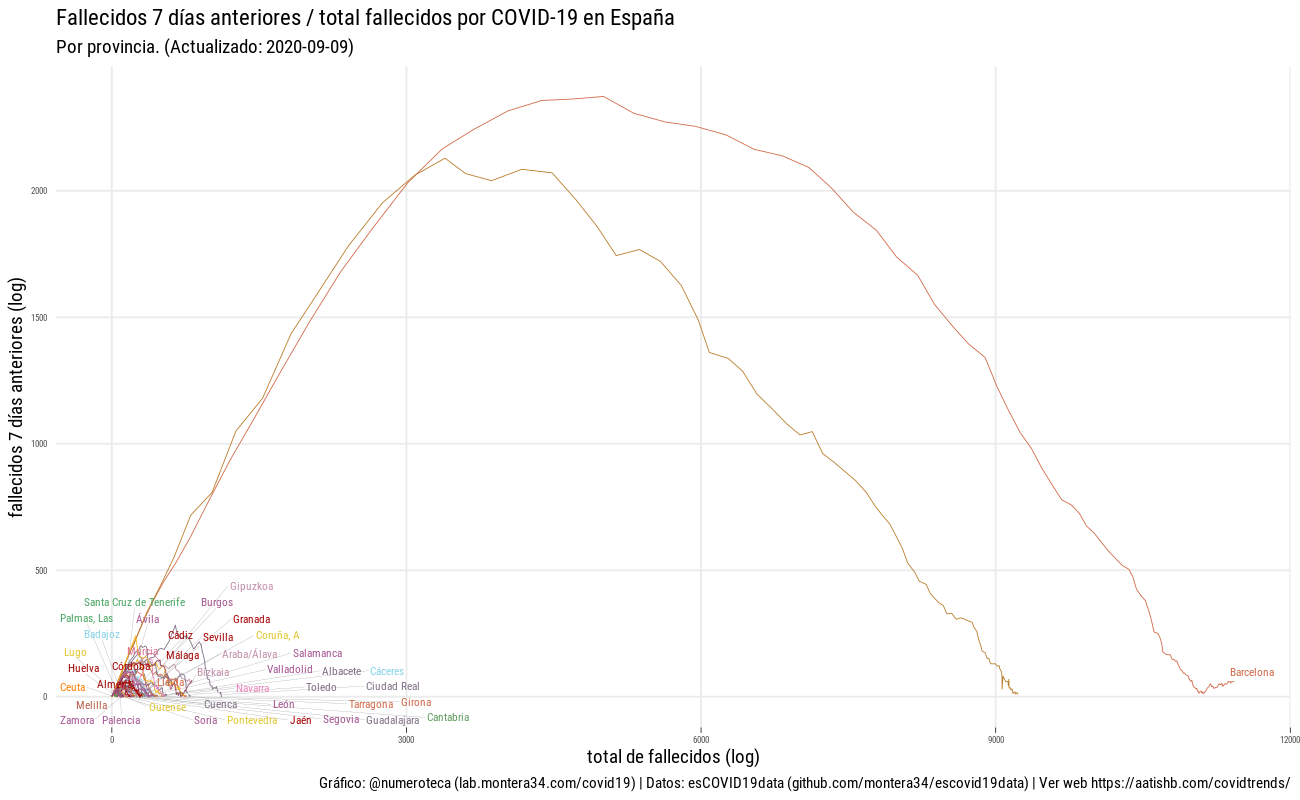 Fallecidos 7 días anteriores / total fallecidos por COVID-19 en España
Por provincia. (Actualizado: 2020-09-09)
fallecidos 7 días anteriores (log)
2000
1500
1000
500
0
Gipuzkoa
Santa Cruz de Tenerife
Burgos
Palmas, Las
Ávila
Granada
Badajoz
Cádiz
Sevilla
Coruña, A
Lugo
Murcia
Málaga
Araba/Álava
Salamanca
Huelva
Córdoba
Bizkaia
Valladolid
Albacete
Cáceres
Barcelona
Ceuta
Almería
Lleida
Navarra
Toledo
Ciudad Real
Melilla
Ourense
Cuenca
León
Tarragona
Girona
Zamora
Palencia
Soria
Pontevedra
Jaén
Segovia
Guadalajara
Cantabria
0
3000
6000
9000
12000
total de fallecidos (log)
Gráfico: @numeroteca (lab.montera34.com/covid19) | Datos: esCOVID19data (github.com/montera34/escovid19data) | Ver web https://aatishb.com/covidtrends/